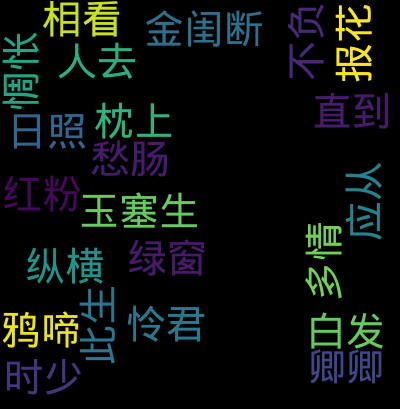 相看
金闺断
不负
报花
惆怅
人去
直到
日照
枕上
愁肠
红粉
玉塞生
应从
绿窗
纵横
多情
鸦啼
此生
怜君
白发
时少
卿卿